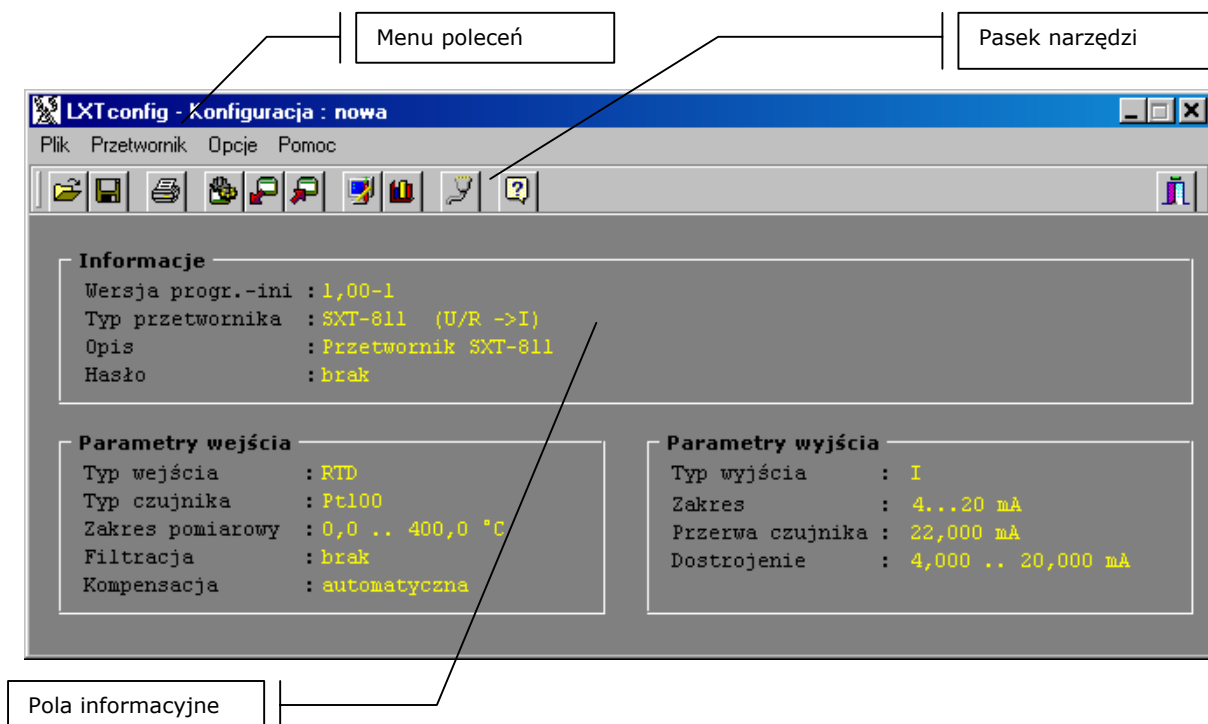 Menu poleceń
Pasek narzędzi
LXTconfig - Konfiguracja : nowa
Plik Przetwornik Opcje Pomoc
Informacje
Wersja progr.-ini : 1,00-1
Typ przetwornika : SXT-811 (U/R ->I)
Opis : Przetwornik SXT-811
Hasło : brak
Parametry wejścia
Typ wejścia : RTD
Typ czujnika : Pt100
Zakres pomiarowy : 0,0 .. 400,0 °C
Filtracja : brak
Kompensacja : automatyczna
Parametry wyjścia
Typ wyjścia : I
Zakres : 4...20 mA
Przerwa czujnika : 22,000 mA
Dostrojenie : 4,000 .. 20,000 mA
Pola informacyjne